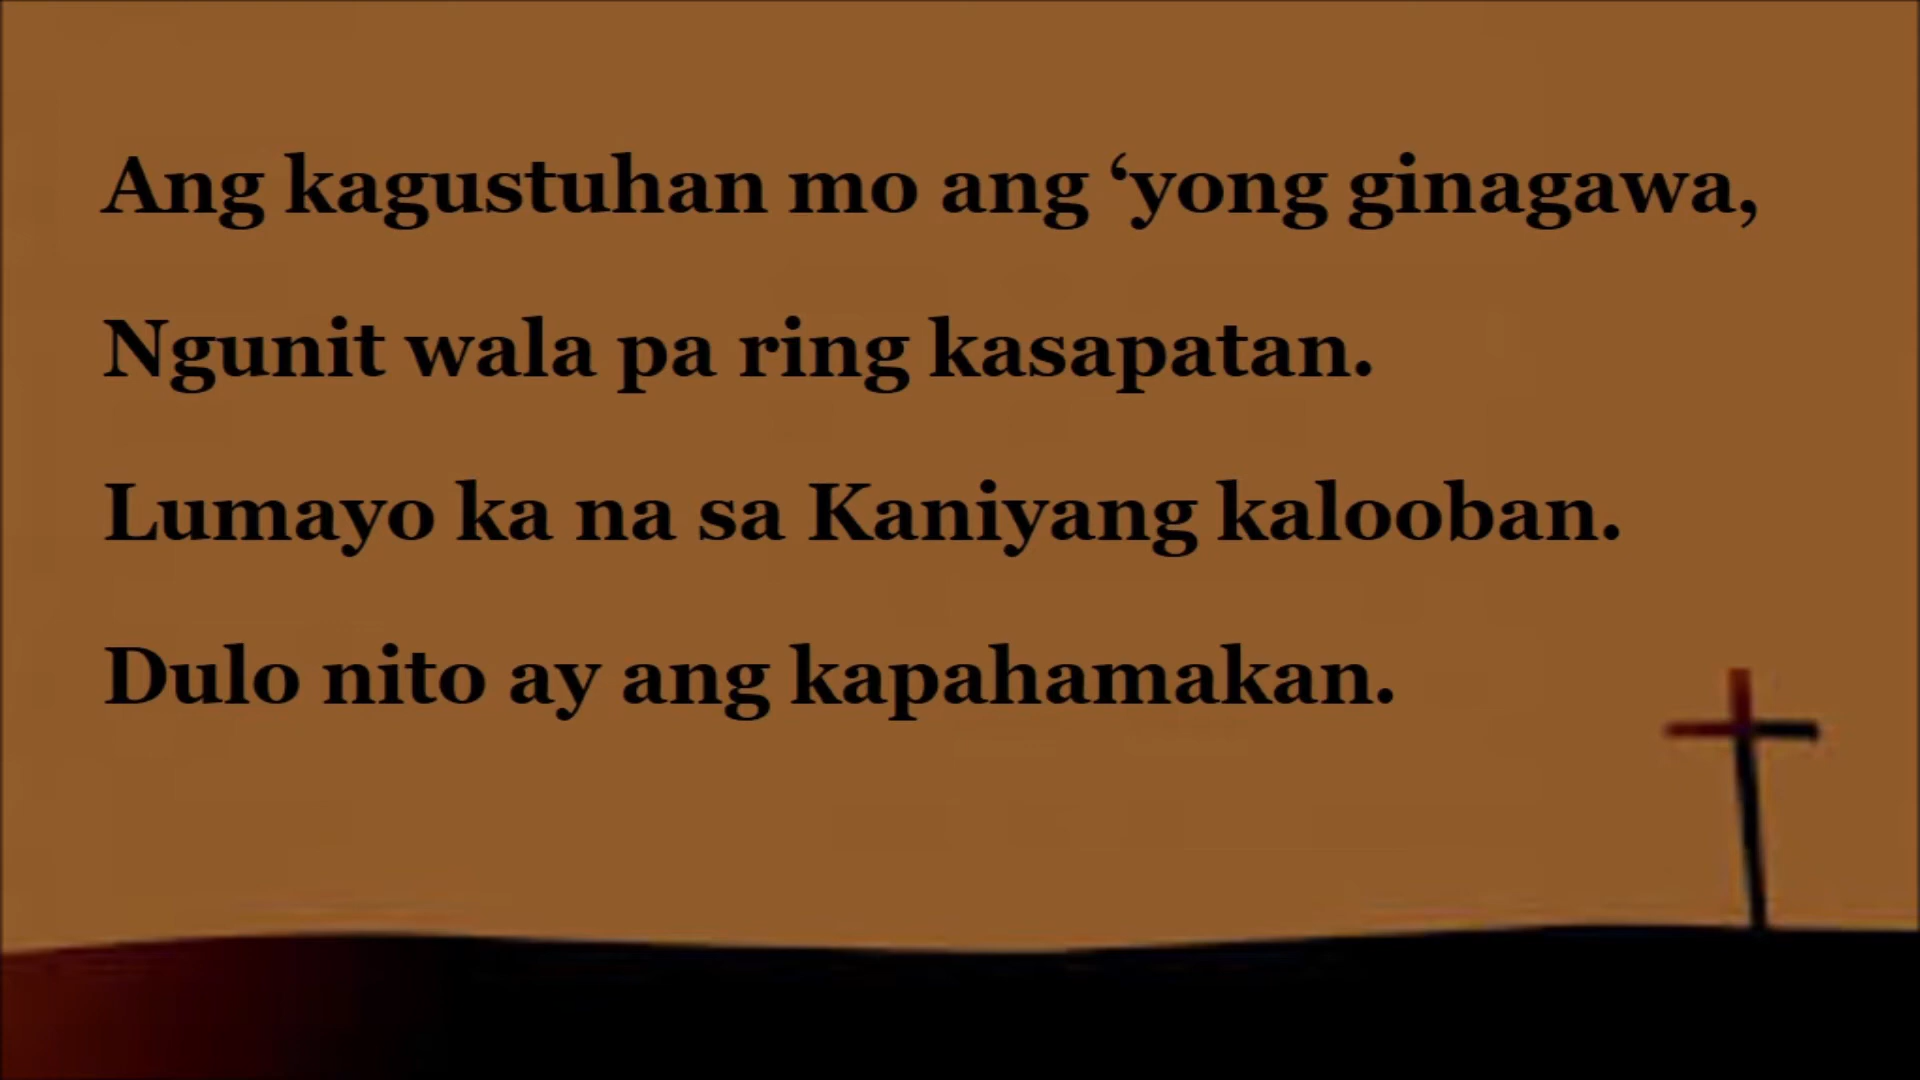 Ang kagustuhan mo ang ‘yong ginagawa,
Ngunit wala pa ring kasapatan.
Lumayo ka na sa Kaniyang kalooban.
Dulo nito ay ang kapahamakan.